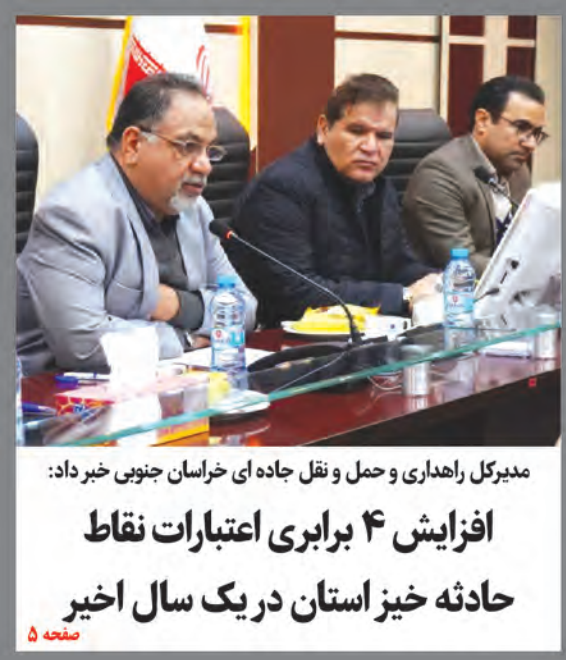 مدیرکل راهداری و حمل و نقل جاده ای خراسان جنوبی خبر داد:
افزایش ۴ برابری اعتبارات نقاط
حادثه خیز استان در یک سال اخیر
صفحه ۵